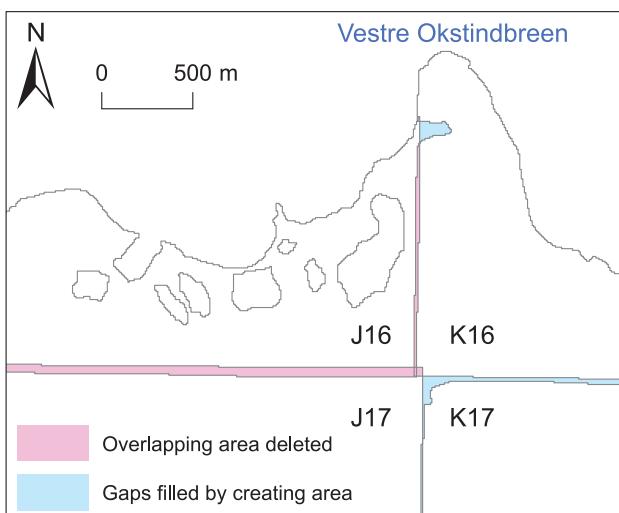 Vestre Okstindbreen
N
0 500 m
J16 K16
J17 K17
Overlapping area deleted
Gaps filled by creating area